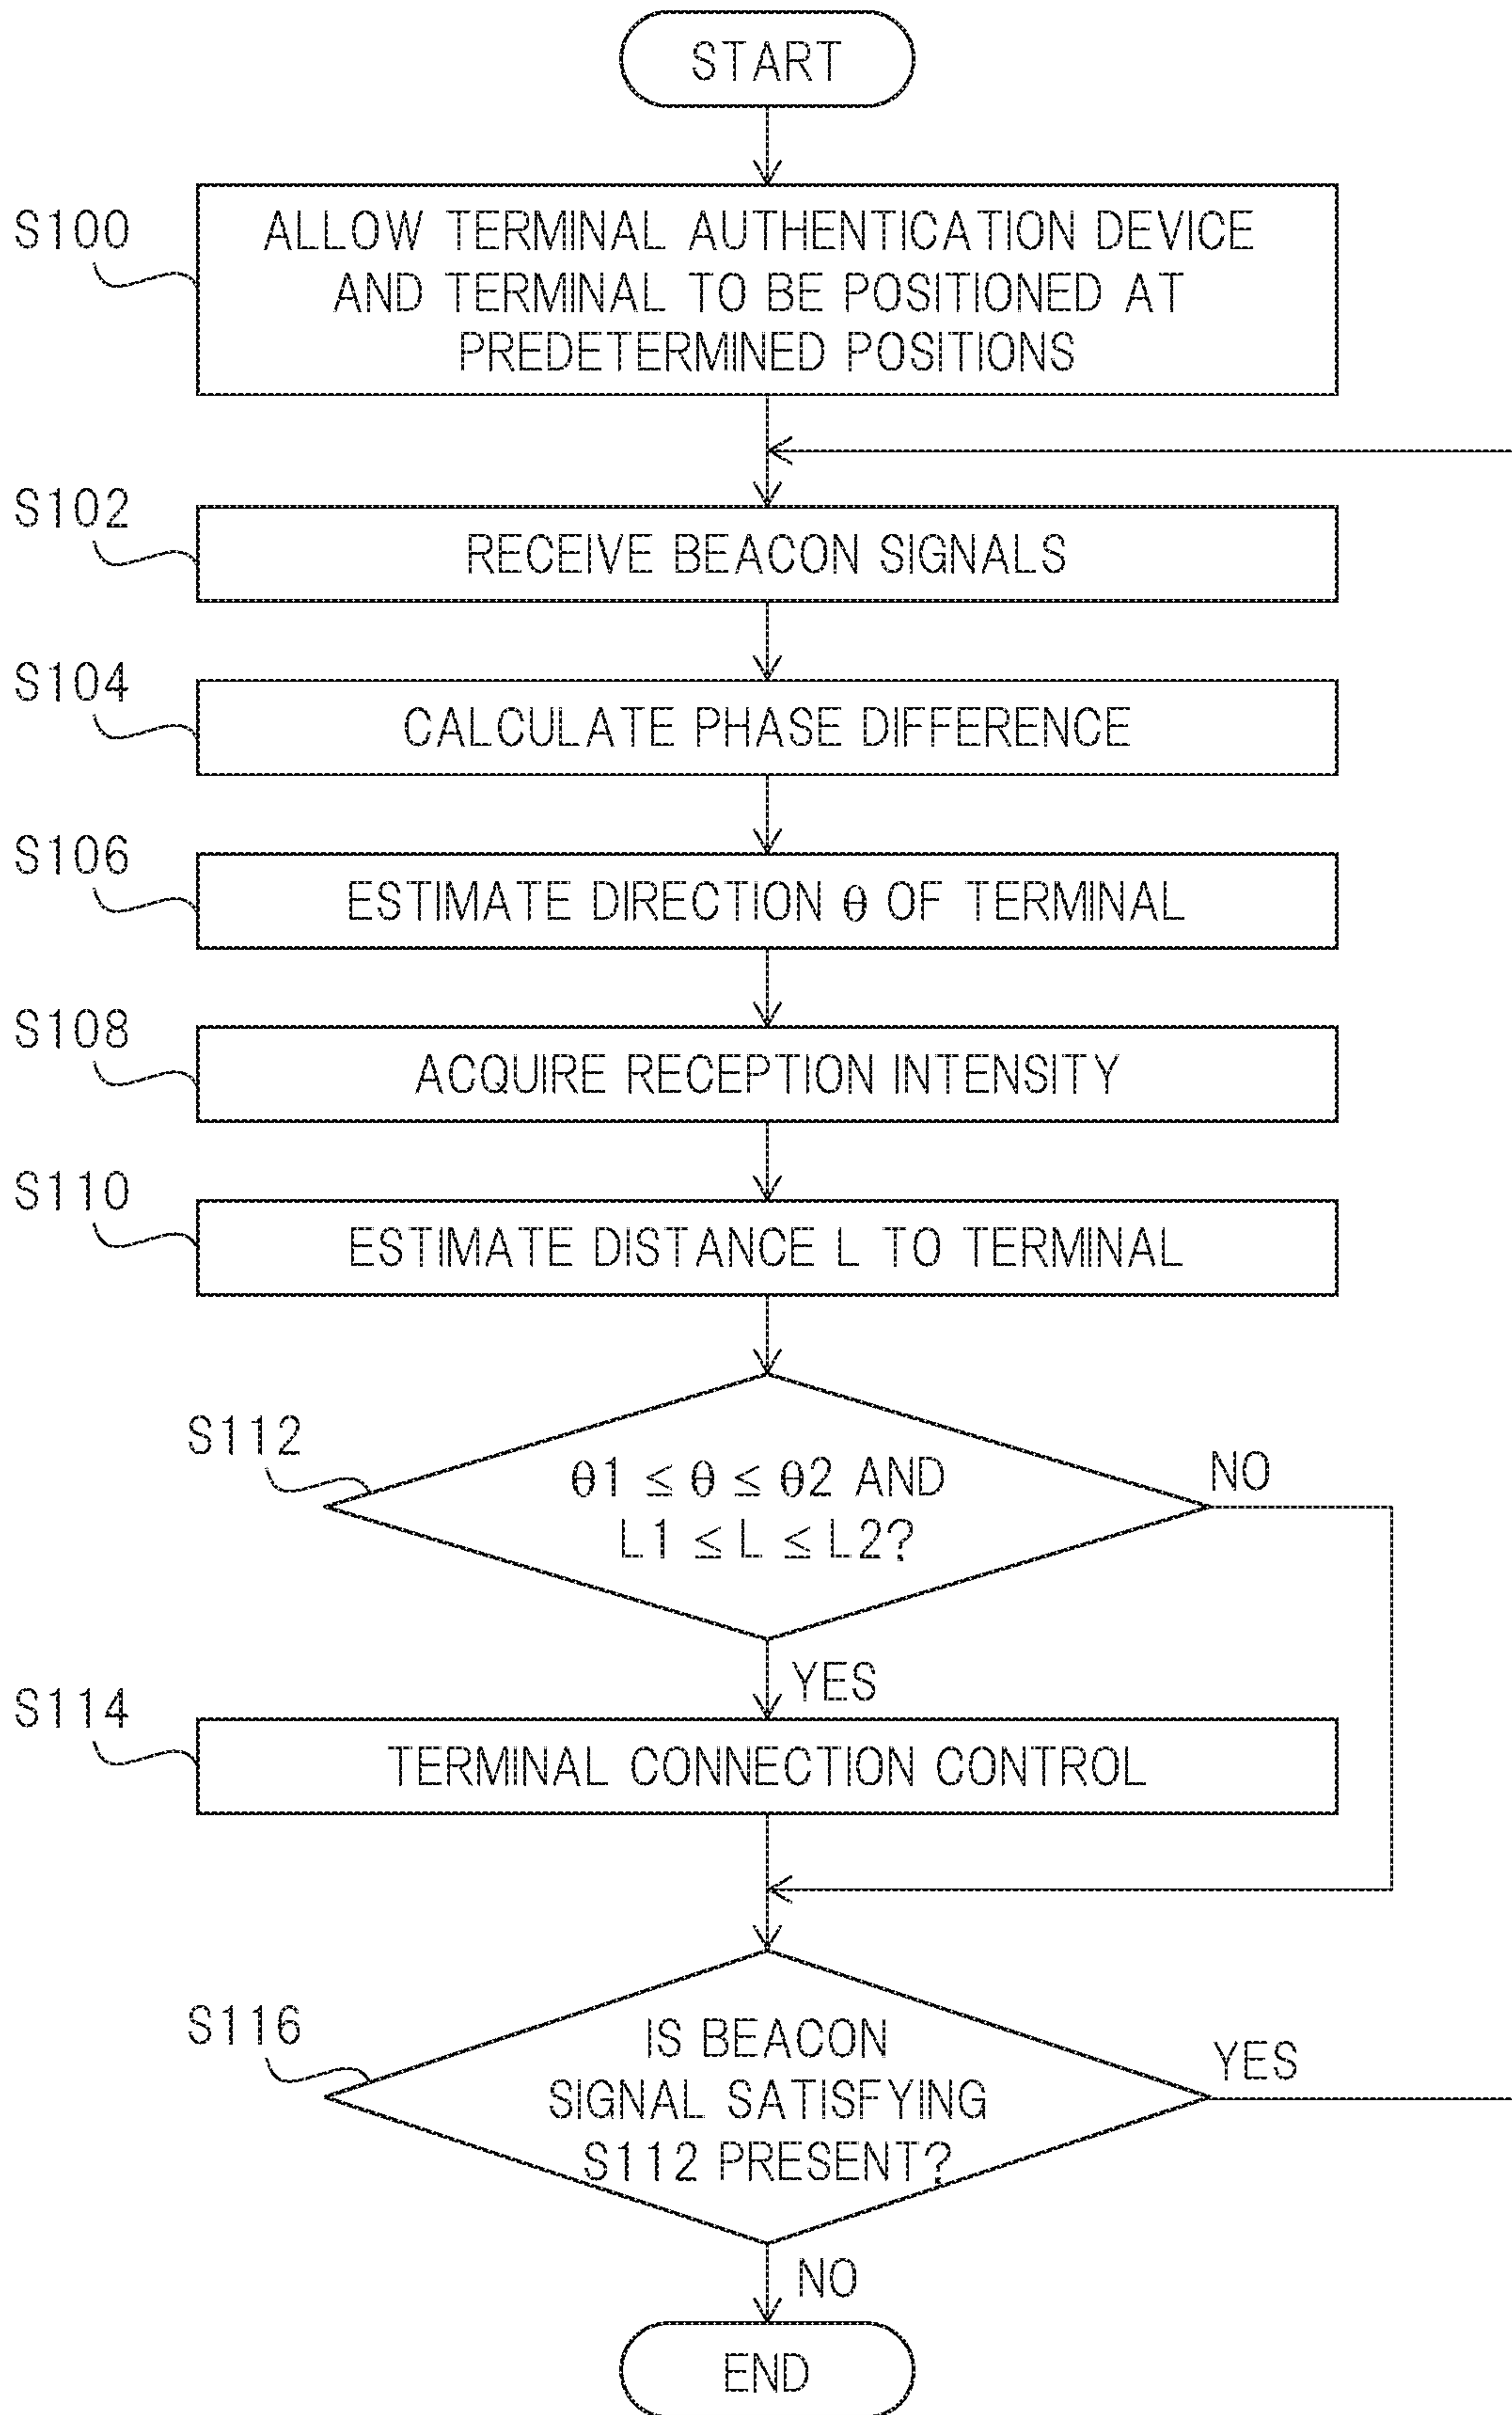 START
S100
ALLOW TERMINAL AUTHENTICATION DEVICE
AND TERMINAL TO BE POSITIONED AT
PREDETERMINED POSITIONS
S102
RECEIVE BEACON SIGNALS
S104
CALCULATE PHASE DIFFERENCE
S106
ESTIMATE DIRECTION θ OF TERMINAL
S108
ACQUIRE RECEPTION INTENSITY
S110
ESTIMATE DISTANCE L TO TERMINAL
S112
θ1 ≤ θ ≤ θ2 AND
L1 ≤ L ≤ L2?
NO
YES
S114
TERMINAL CONNECTION CONTROL
S116
IS BEACON
SIGNAL SATISFYING
S112 PRESENT?
YES
NO
END